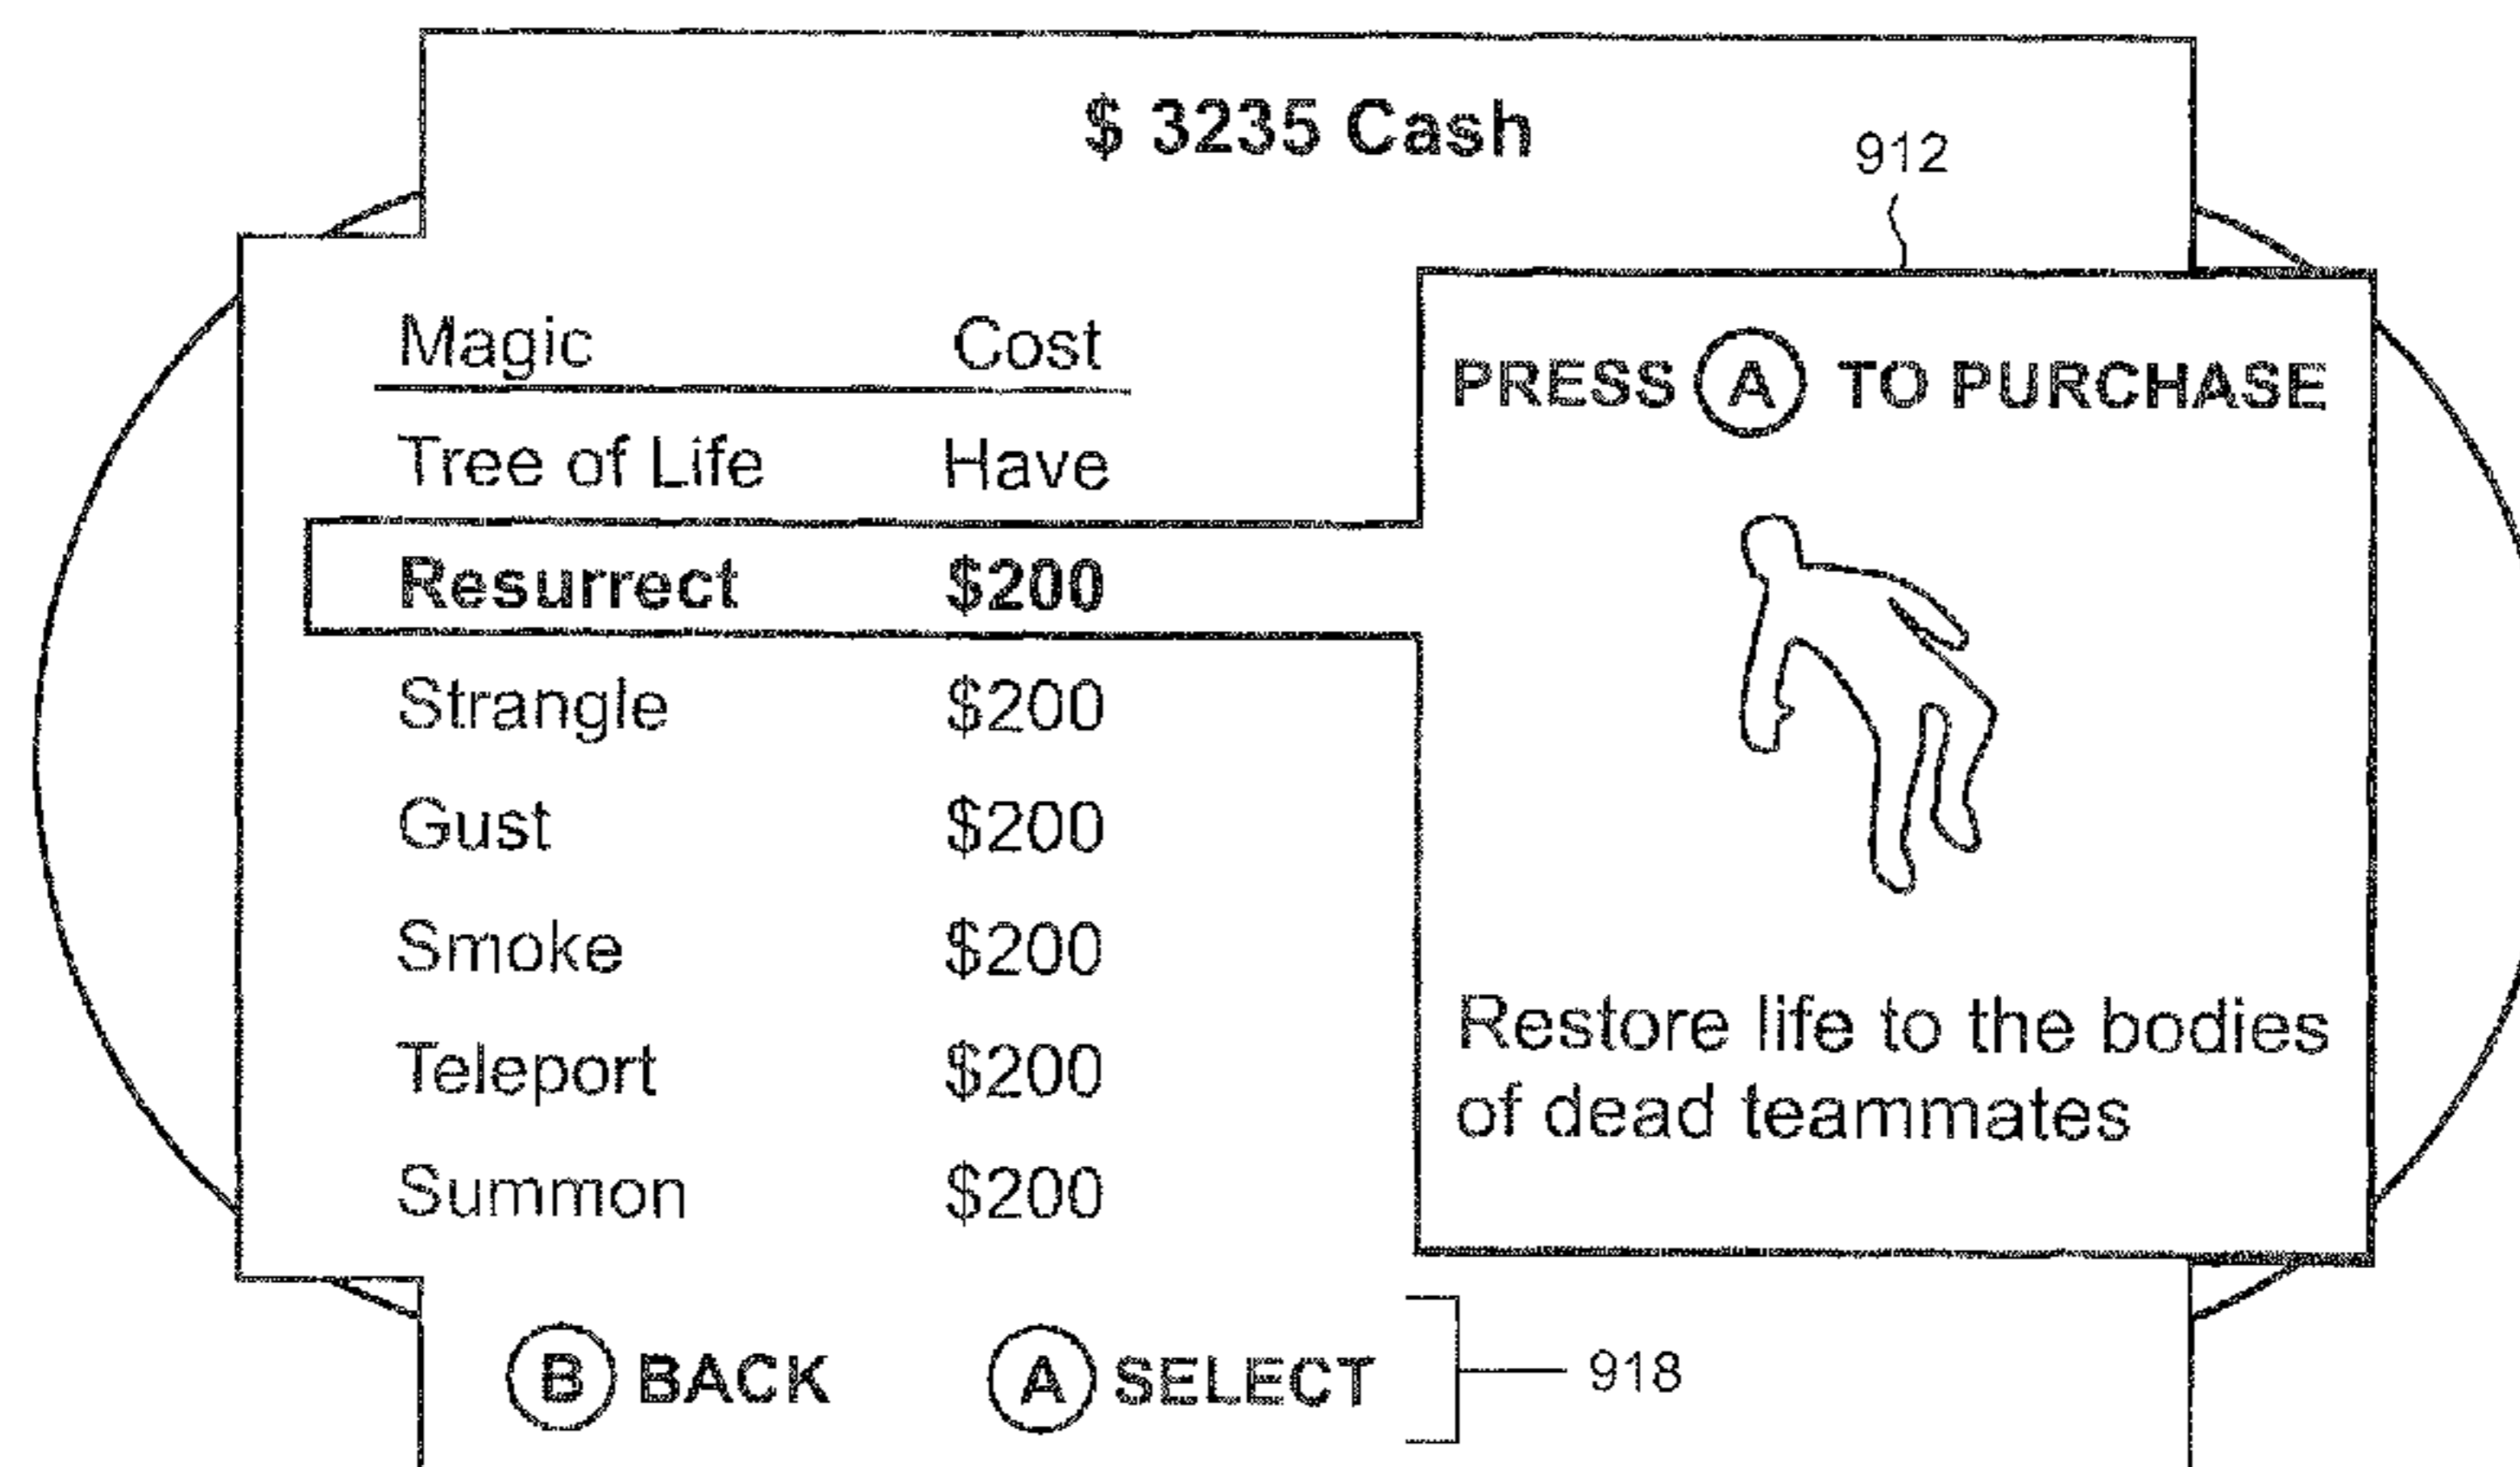 $ 3235 Cash
912
Magic Cost
Tree of Life Have
Resurrect $200
Strangle $200
Gust $200
Smoke $200
Teleport $200
Summon $200
PRESS A TO PURCHASE
Restore life to the bodies
of dead teammates
B BACK A SELECT
918